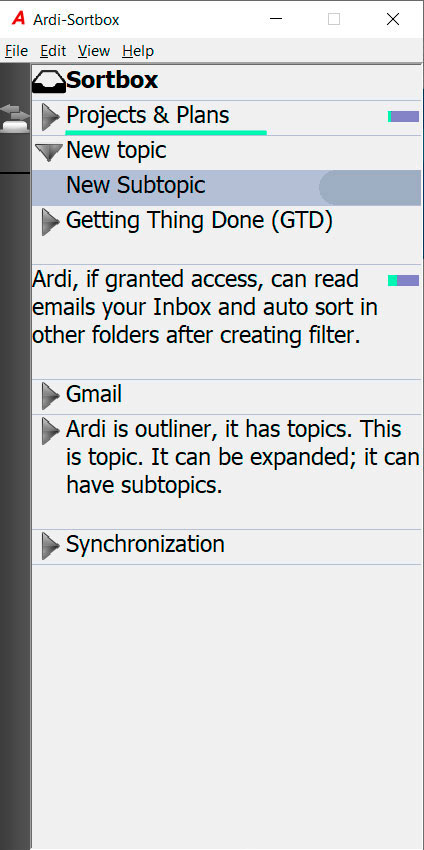 Ardi-Sortbox
File Edit View Help
Sortbox
Projects & Plans
New topic
New Subtopic
Getting Thing Done (GTD)
Ardi, if granted access, can read
emails your Inbox and auto sort in
other folders after creating filter.
Gmail
Ardi is outliner, it has topics. This
is topic. It can be expanded; it can
have subtopics.
Synchronization